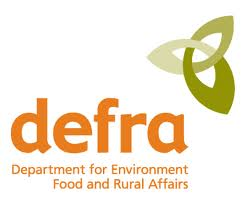 defra
Department for Environment
Food and Rural Affairs